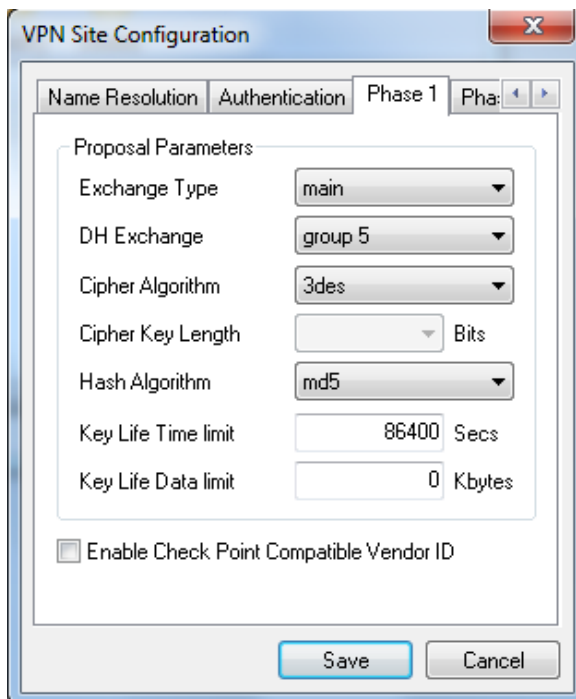 VPN Site Configuration
Name Resolution Authentication Phase 1 Pha:
Proposal Parameters
Exchange Type main
DH Exchange group 5
Cipher Algorithm 3des
Cipher Key Length Bits
Hash Algorithm md5
Key Life Time limit 86400 Secs
Key Life Data limit 0 Kbytes
Enable Check Point Compatible Vendor ID
Save Cancel